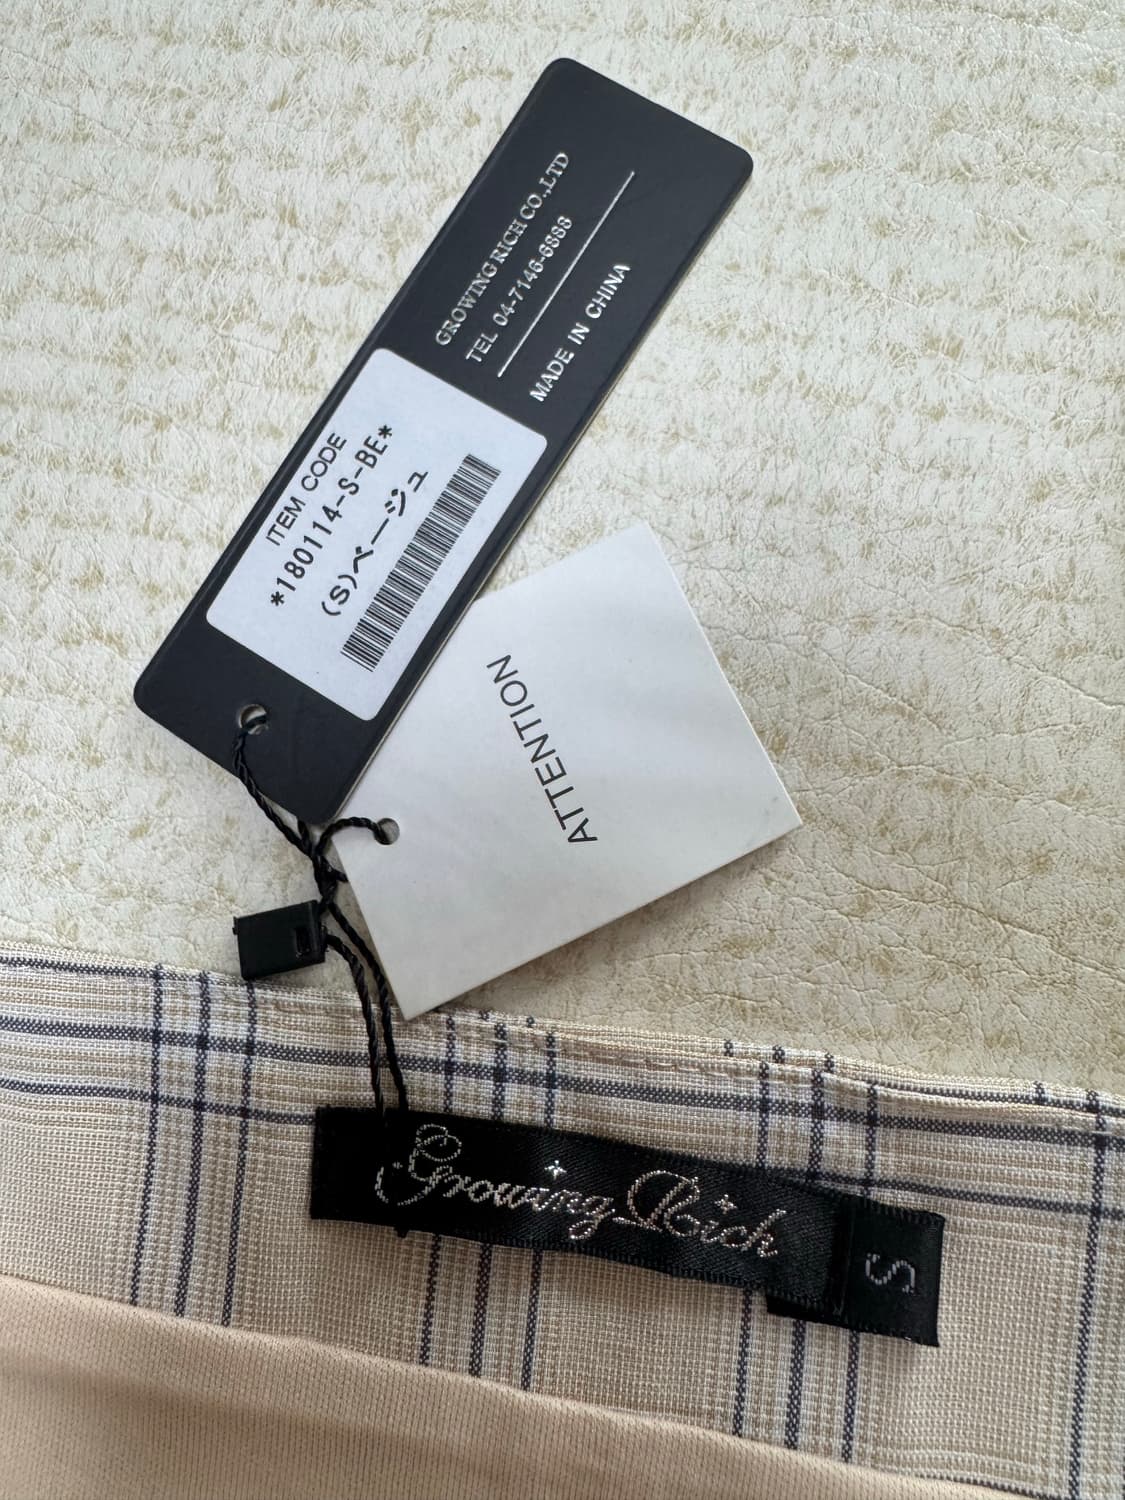 GROWING RICH CO.,LTD
TEL 04-7146-6888
MADE IN CHINA
ITEM CODE
*180114-S-BE*
(S)ベージュ
ATTENTION
Growing Rich
S